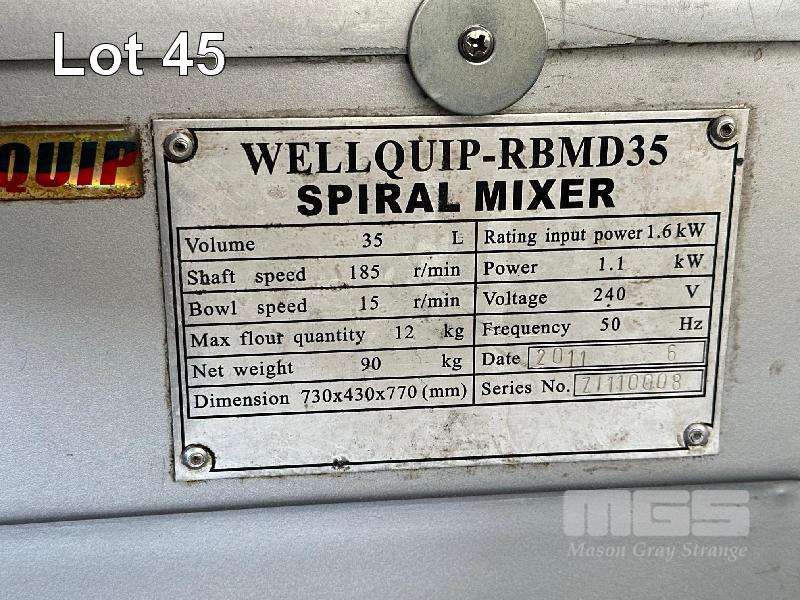 Lot 45
QUIP
WELLQUIP-RBMD35
SPIRAL MIXER
Volume 35 L
Shaft speed 185 r/min
Bowl speed 15 r/min
Max flour quantity 12 kg
Net weight 90 kg
Dimension 730x430x770 (mm)
Rating input power 1.6 kW
Power 1.1 kW
Voltage 240 V
Frequency 50 Hz
Date 2011 6
Series No. Z1110008
MGS
Mason Gray Strange